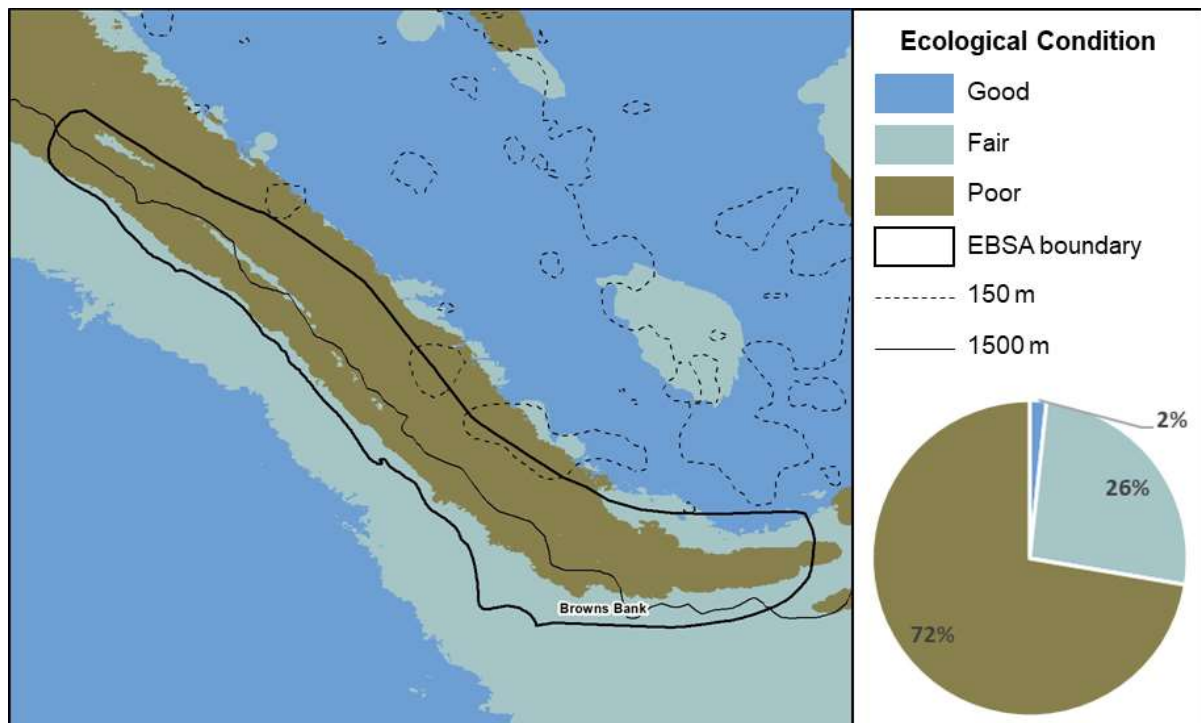 Ecological Condition
Good
Fair
Poor
EBSA boundary
150 m
1500 m
Browns Bank
2%
26%
72%